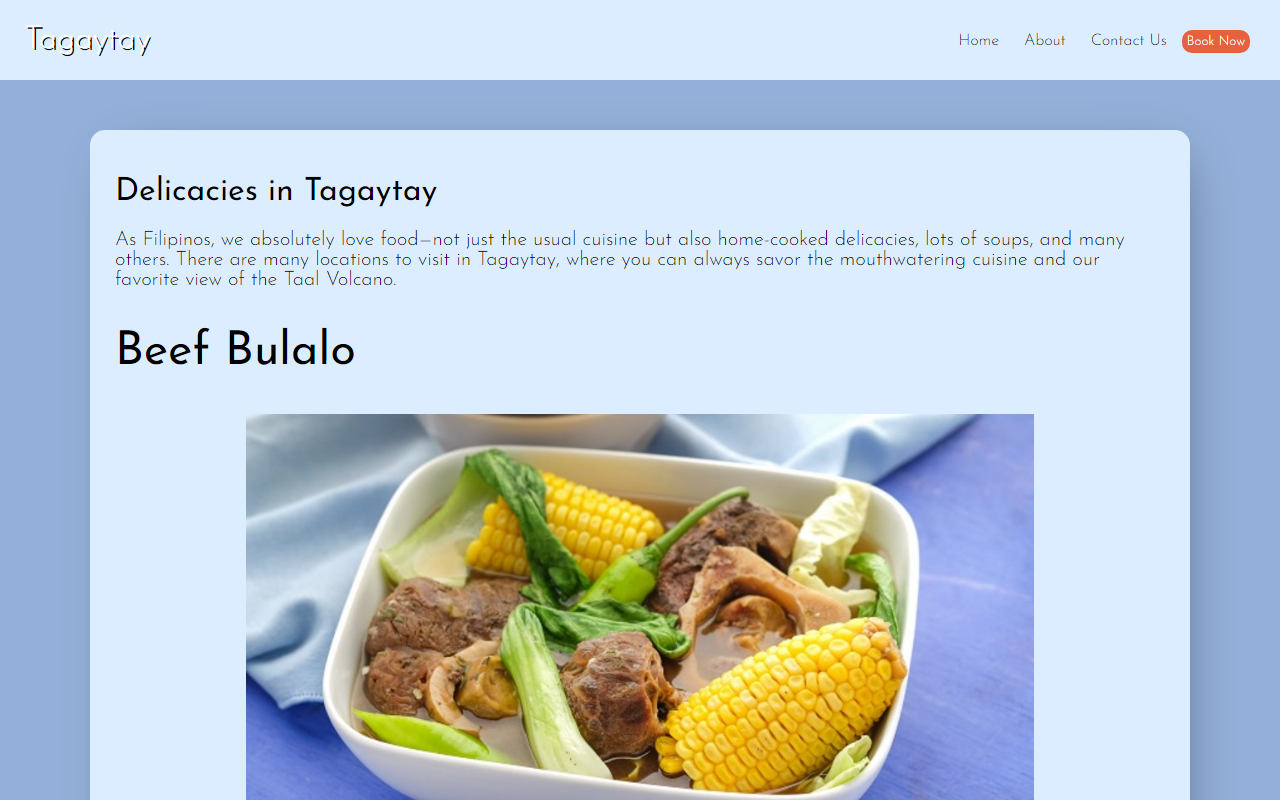 Tagaytay
Home
About
Contact Us
Book Now
Delicacies in Tagaytay
As Filipinos, we absolutely love food—not just the usual cuisine but also home-cooked delicacies, lots of soups, and many
others. There are many locations to visit in Tagaytay, where you can always savor the mouthwatering cuisine and our
favorite view of the Taal Volcano.
Beef Bulalo